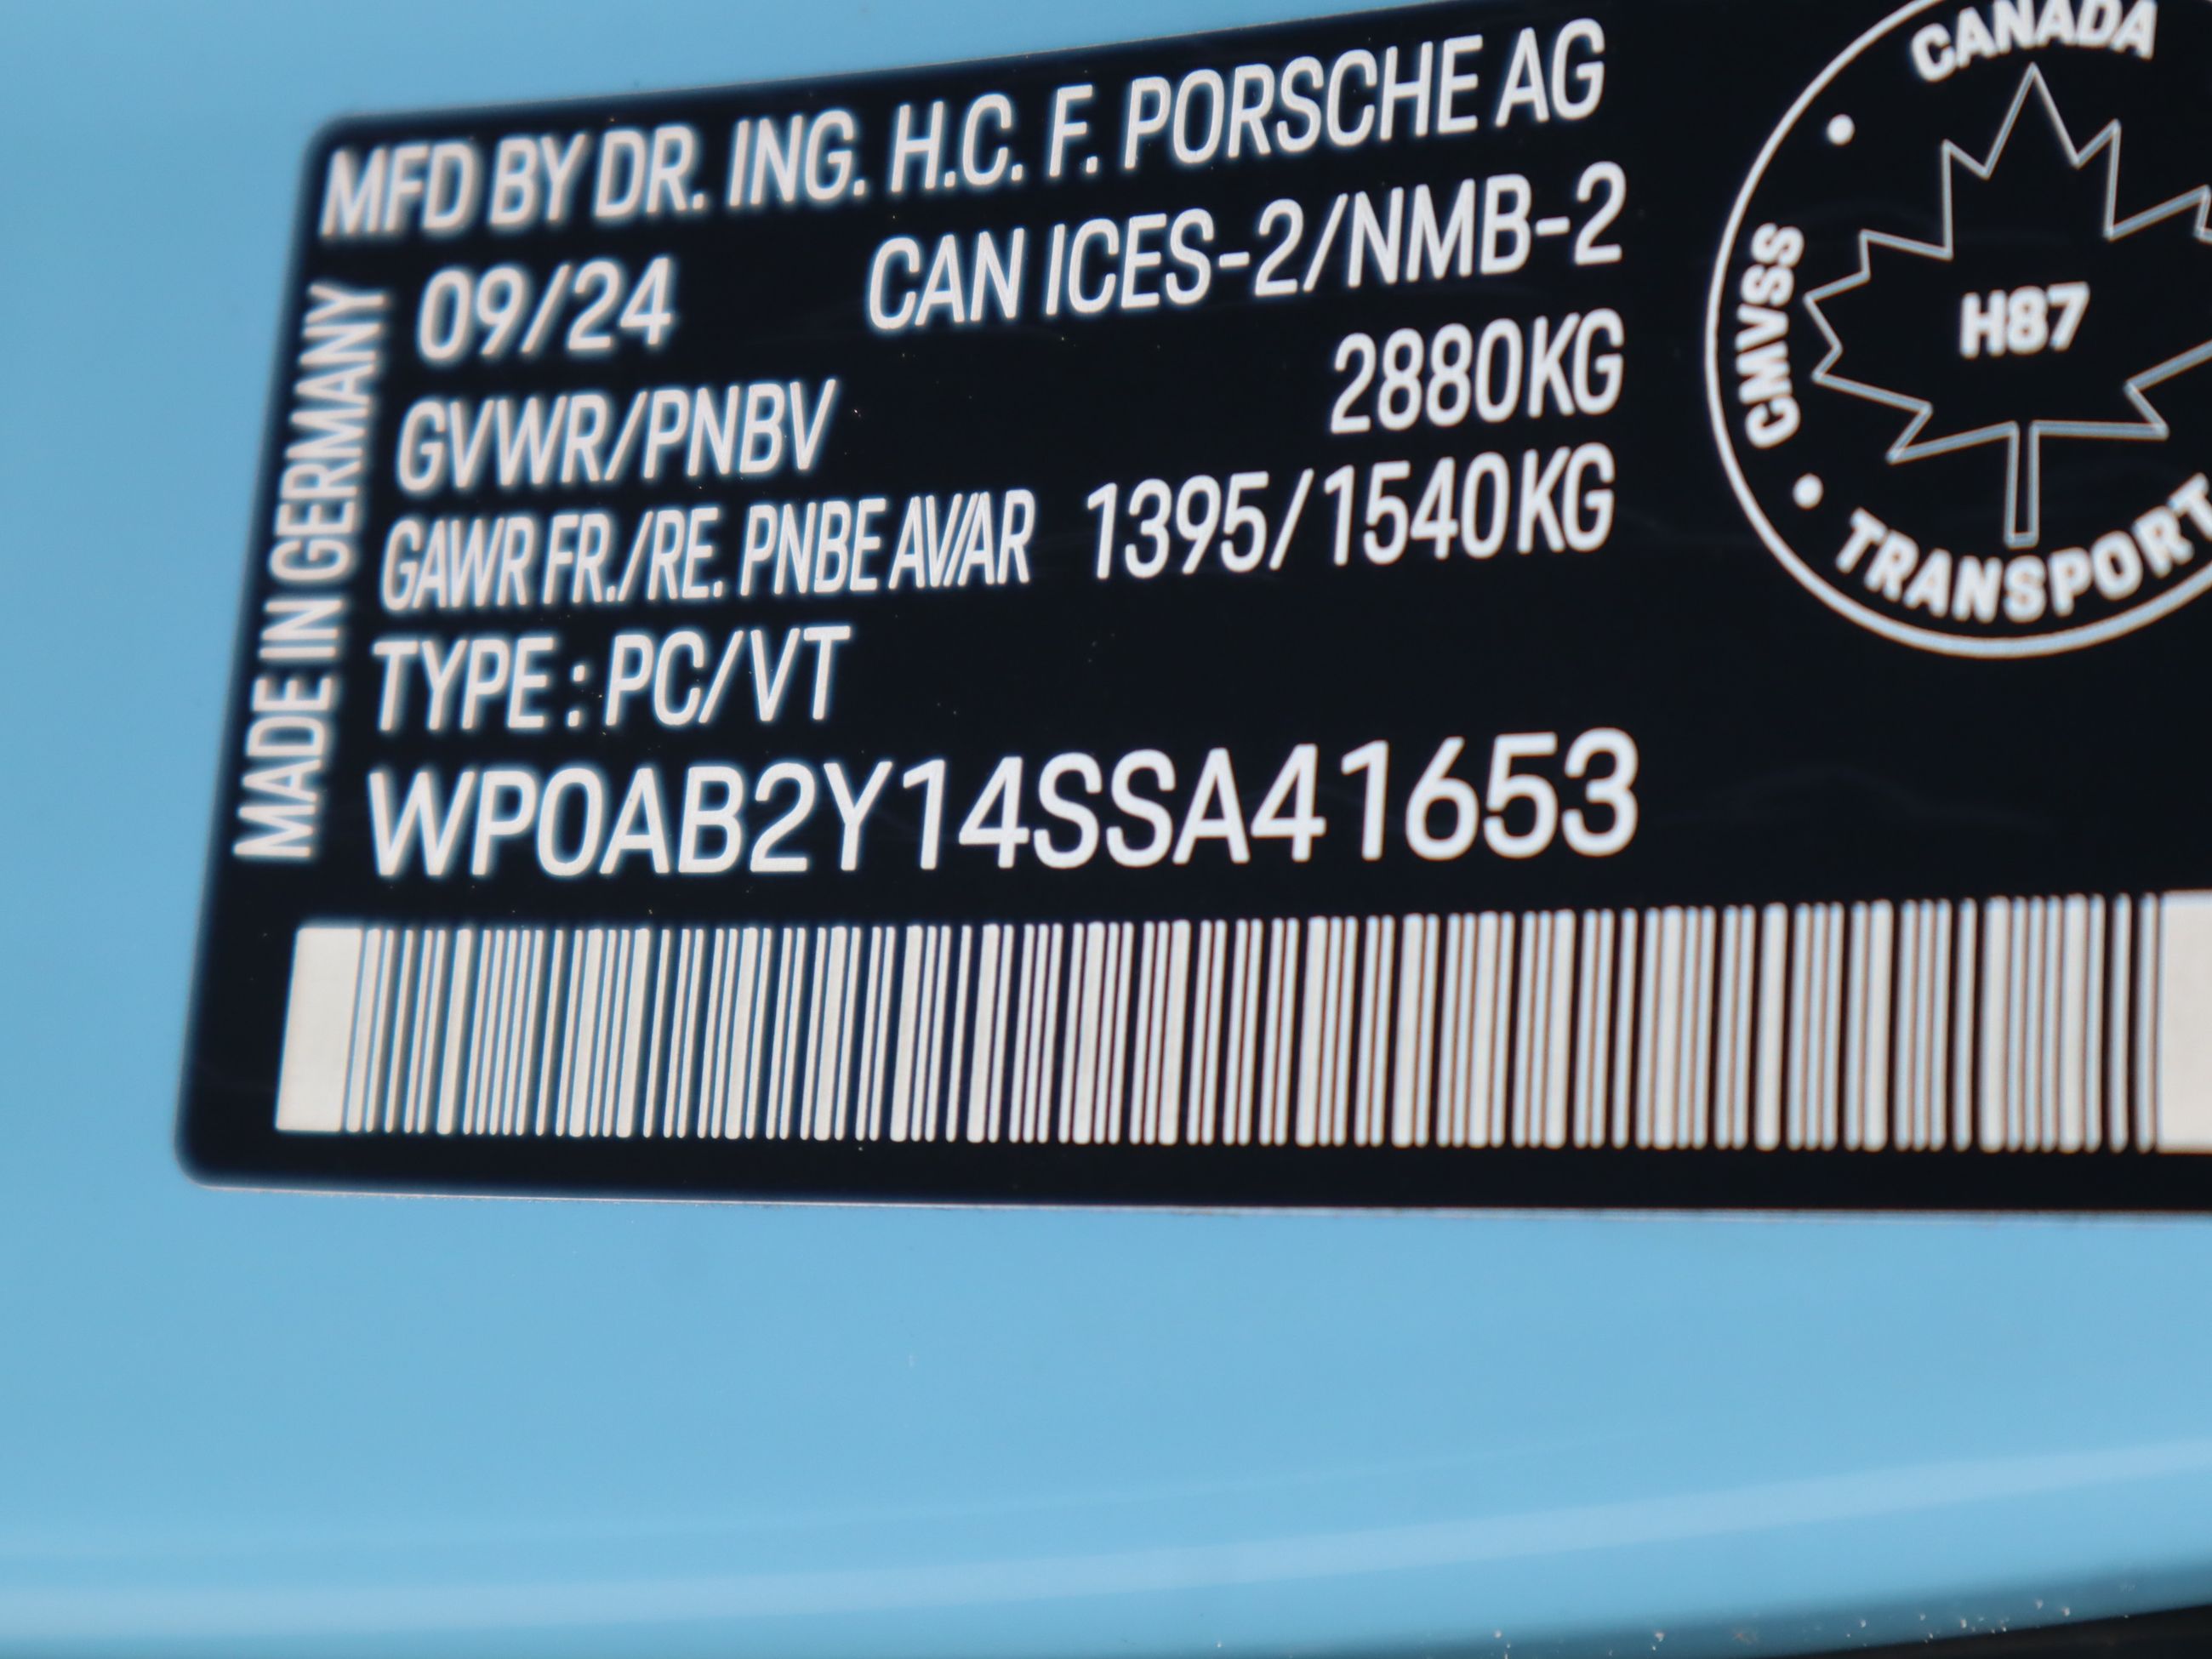 MFD BY DR. ING. H.C. F. PORSCHE AG
09/24 CAN ICES-2/NMB-2
GVWR/PNBV 2880KG
GAWR FR./RE. PNBE AV/AR 1395/1540KG
TYPE : PC/VT
WP0AB2Y14SSA41653
MADE IN GERMANY
CANADA
CMVSS
H87
TRANSPORT